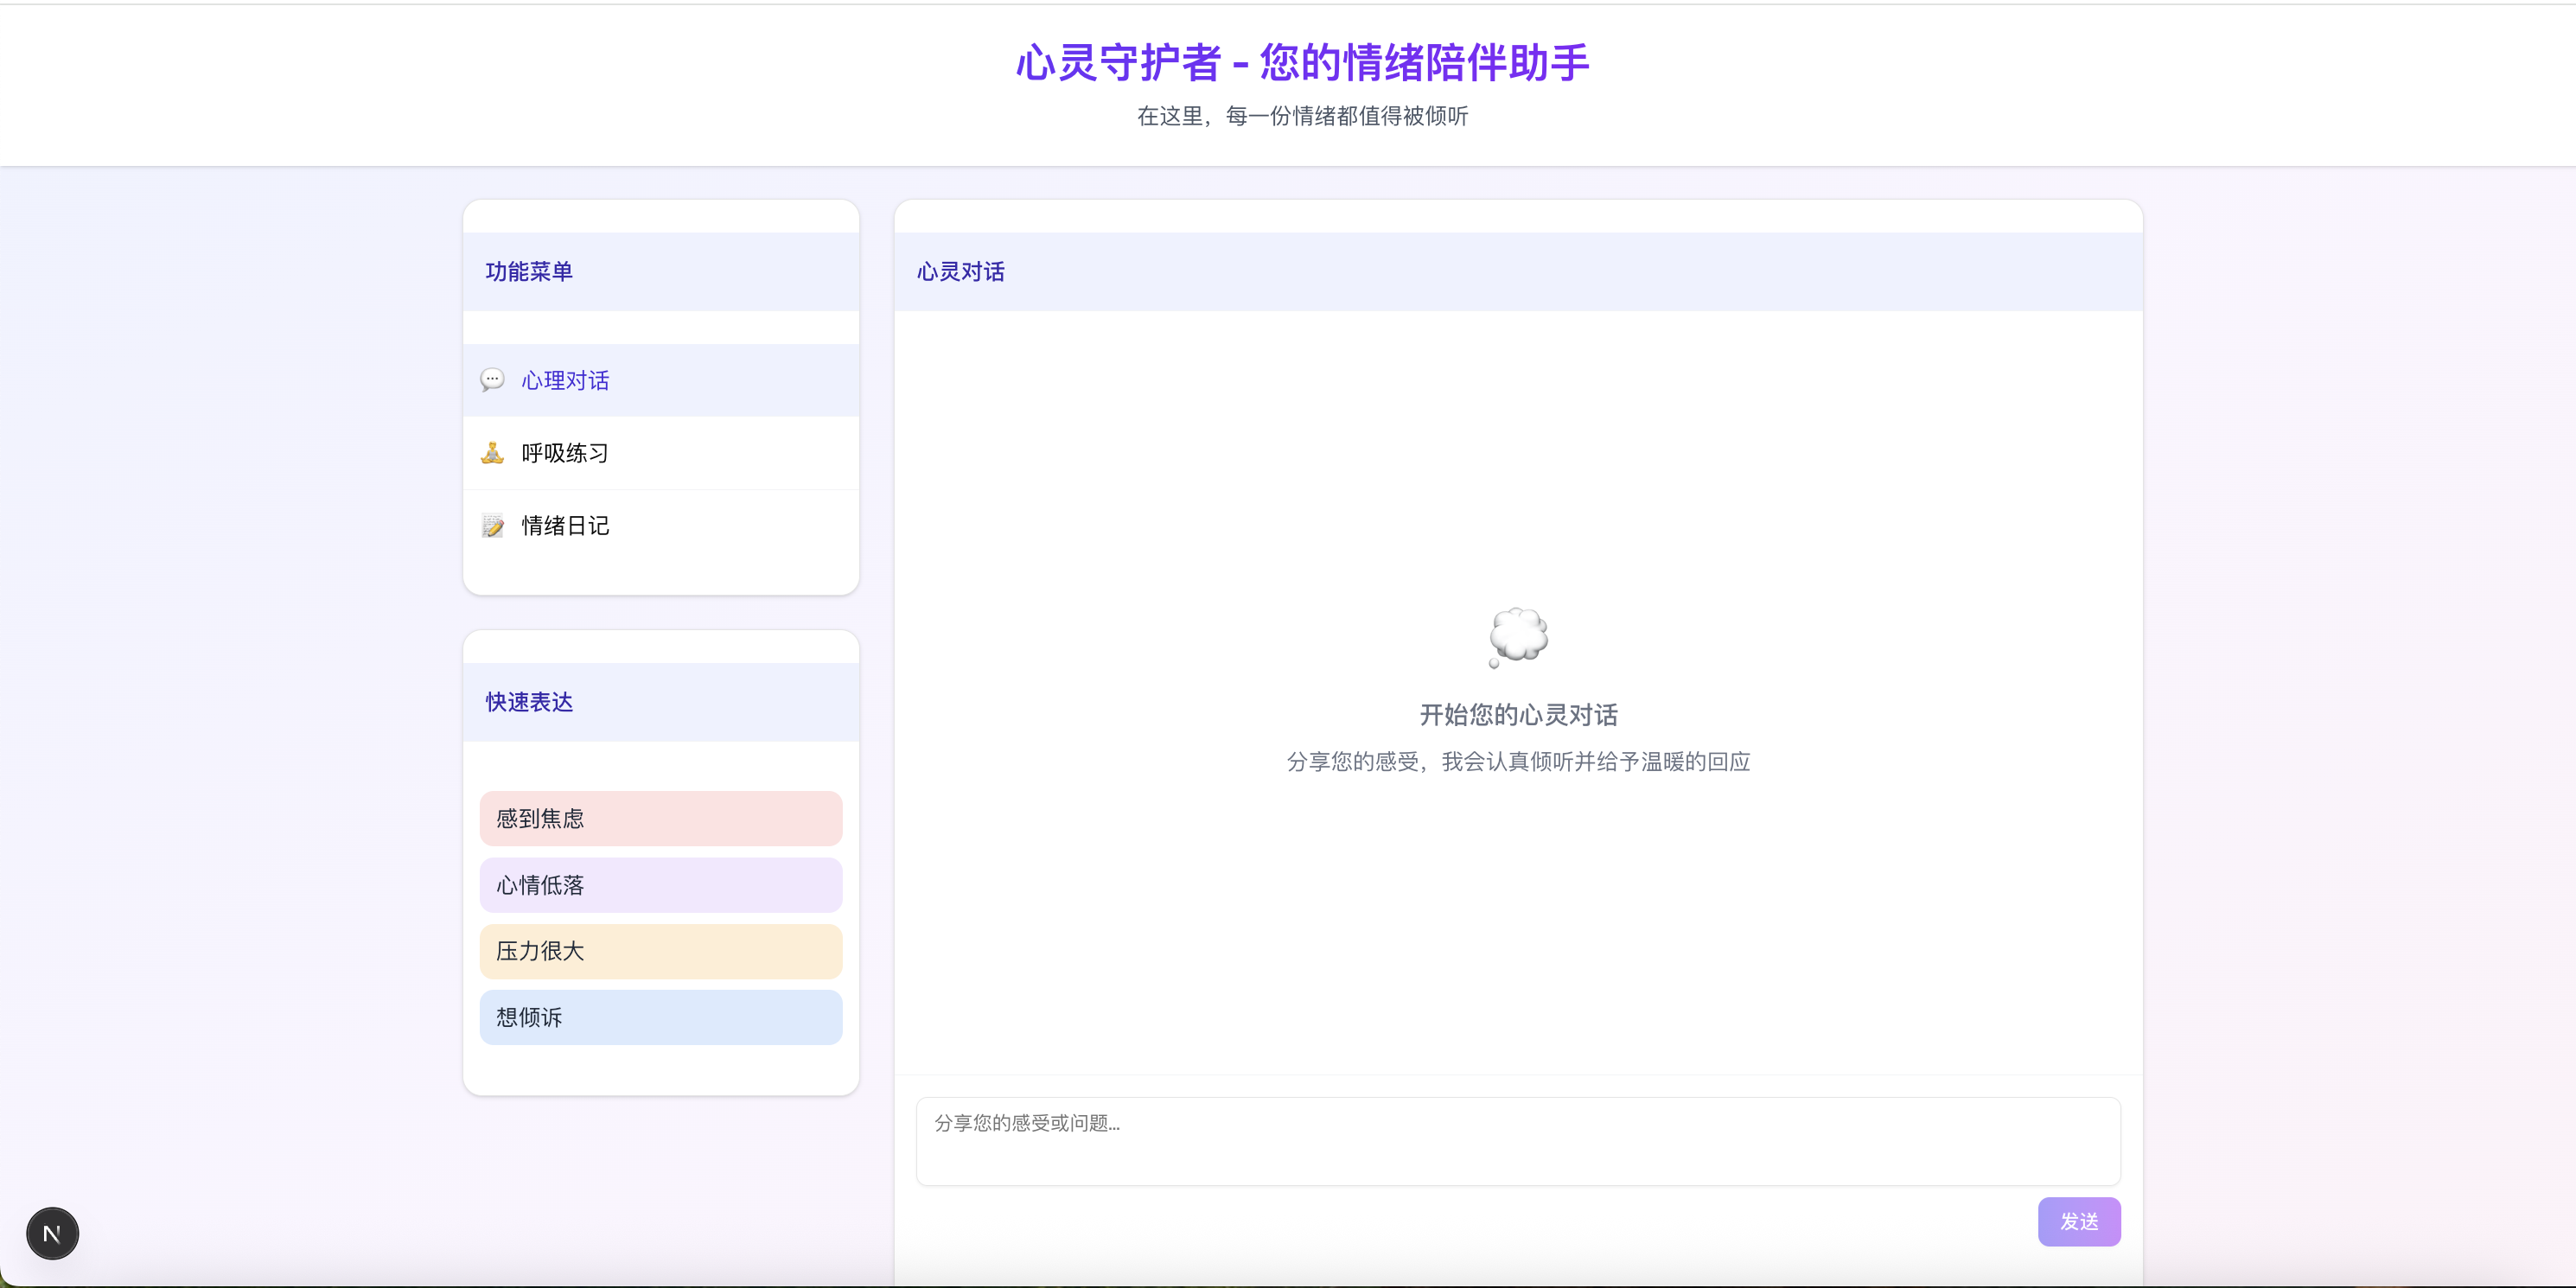 心灵守护者 - 您的情绪陪伴助手
在这里，每一份情绪都值得被倾听
功能菜单
心理对话
呼吸练习
情绪日记
快速表达
感到焦虑
心情低落
压力很大
想倾诉
心灵对话
开始您的心灵对话
分享您的感受，我会认真倾听并给予温暖的回应
分享您的感受或问题...
发送
N